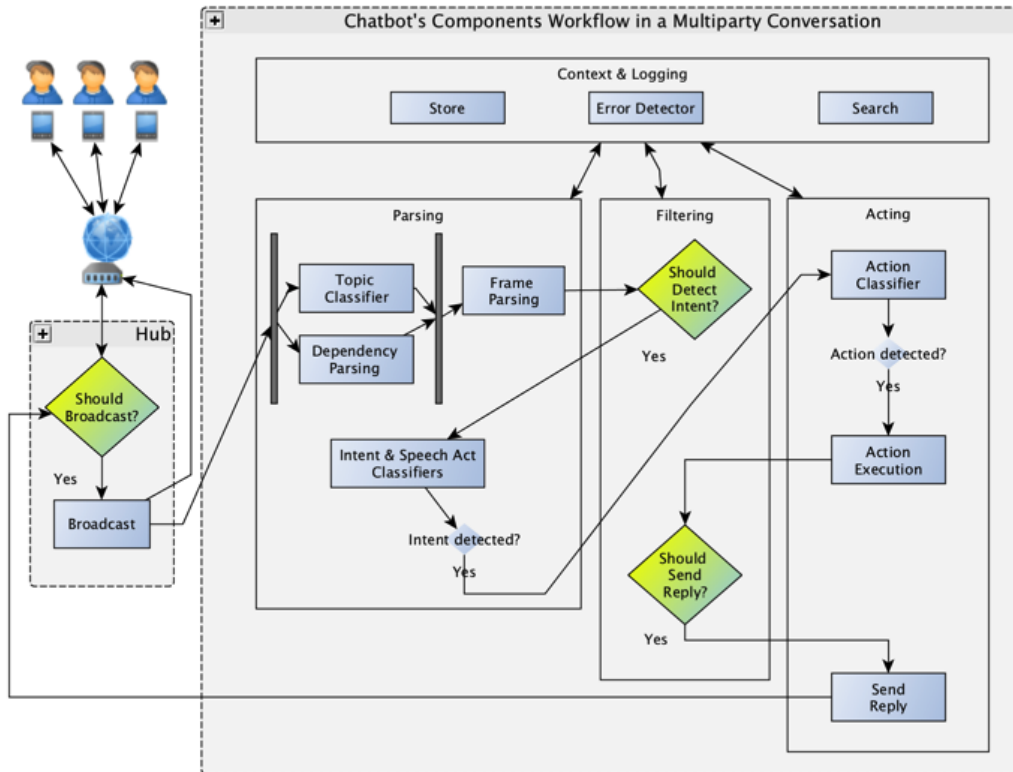 Chatbot's Components Workflow in a Multiparty Conversation
Context & Logging
Store
Error Detector
Search
Hub
Should
Broadcast?
Yes
Broadcast
Parsing
Topic
Classifier
Dependency
Parsing
Frame
Parsing
Intent & Speech Act
Classifiers
Intent detected?
Yes
Filtering
Should
Detect
Intent?
Yes
Should
Send
Reply?
Yes
Acting
Action
Classifier
Action detected?
Yes
Action
Execution
Send
Reply